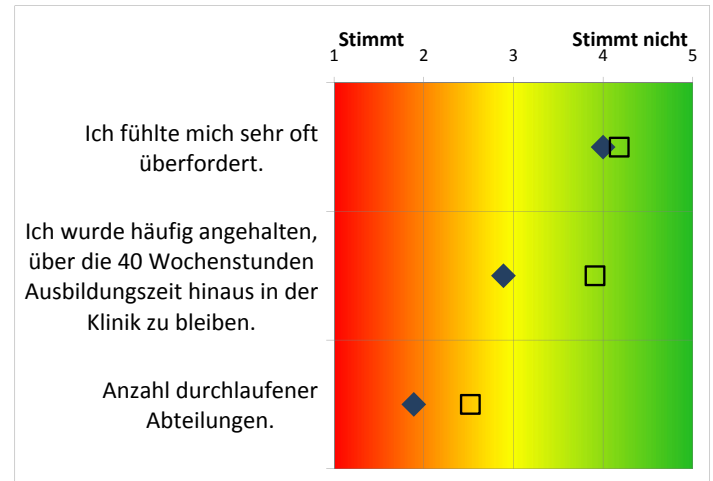 Stimmt Stimmt nicht
1 2 3 4 5
Ich fühlte mich sehr oft
überfordert.
Ich wurde häufig angehalten,
über die 40 Wochenstunden
Ausbildungszeit hinaus in der
Klinik zu bleiben.
Anzahl durchlaufener
Abteilungen.